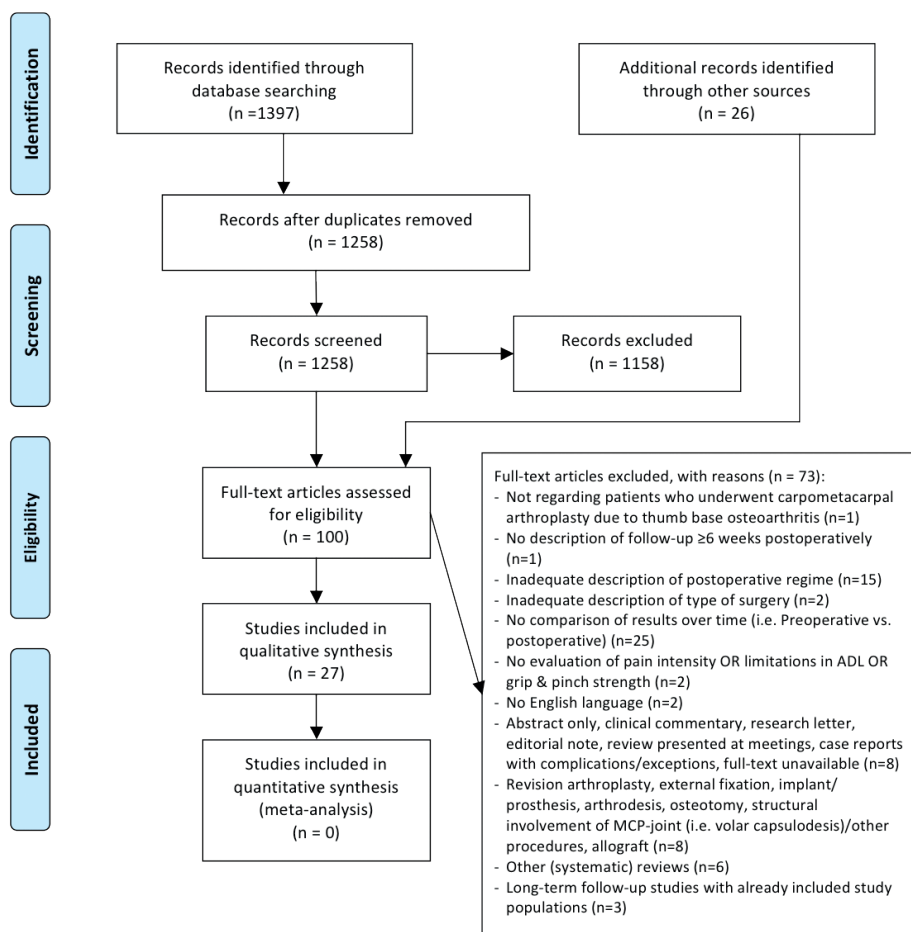 Identification
Records identified through
database searching
(n =1397)
Additional records identified
through other sources
(n = 26)
Records after duplicates removed
(n = 1258)
Screening
Records screened
(n = 1258)
Records excluded
(n = 1158)
Eligibility
Full-text articles assessed
for eligibility
(n = 100)
Full-text articles excluded, with reasons (n = 73):
- Not regarding patients who underwent carpometacarpal
arthroplasty due to thumb base osteoarthritis (n=1)
- No description of follow-up ≥6 weeks postoperatively
(n=1)
- Inadequate description of postoperative regime (n=15)
- Inadequate description of type of surgery (n=2)
- No comparison of results over time (i.e. Preoperative vs.
postoperative) (n=25)
- No evaluation of pain intensity OR limitations in ADL OR
grip & pinch strength (n=2)
- No English language (n=2)
- Abstract only, clinical commentary, research letter,
editorial note, review presented at meetings, case reports
with complications/exceptions, full-text unavailable (n=8)
- Revision arthroplasty, external fixation, implant/
prosthesis, arthrodesis, osteotomy, structural
involvement of MCP-joint (i.e. volar capsulodesis)/other
procedures, allograft (n=8)
- Other (systematic) reviews (n=6)
- Long-term follow-up studies with already included study
populations (n=3)
Included
Studies included in
qualitative synthesis
(n = 27)
Studies included in
quantitative synthesis
(meta-analysis)
(n = 0)